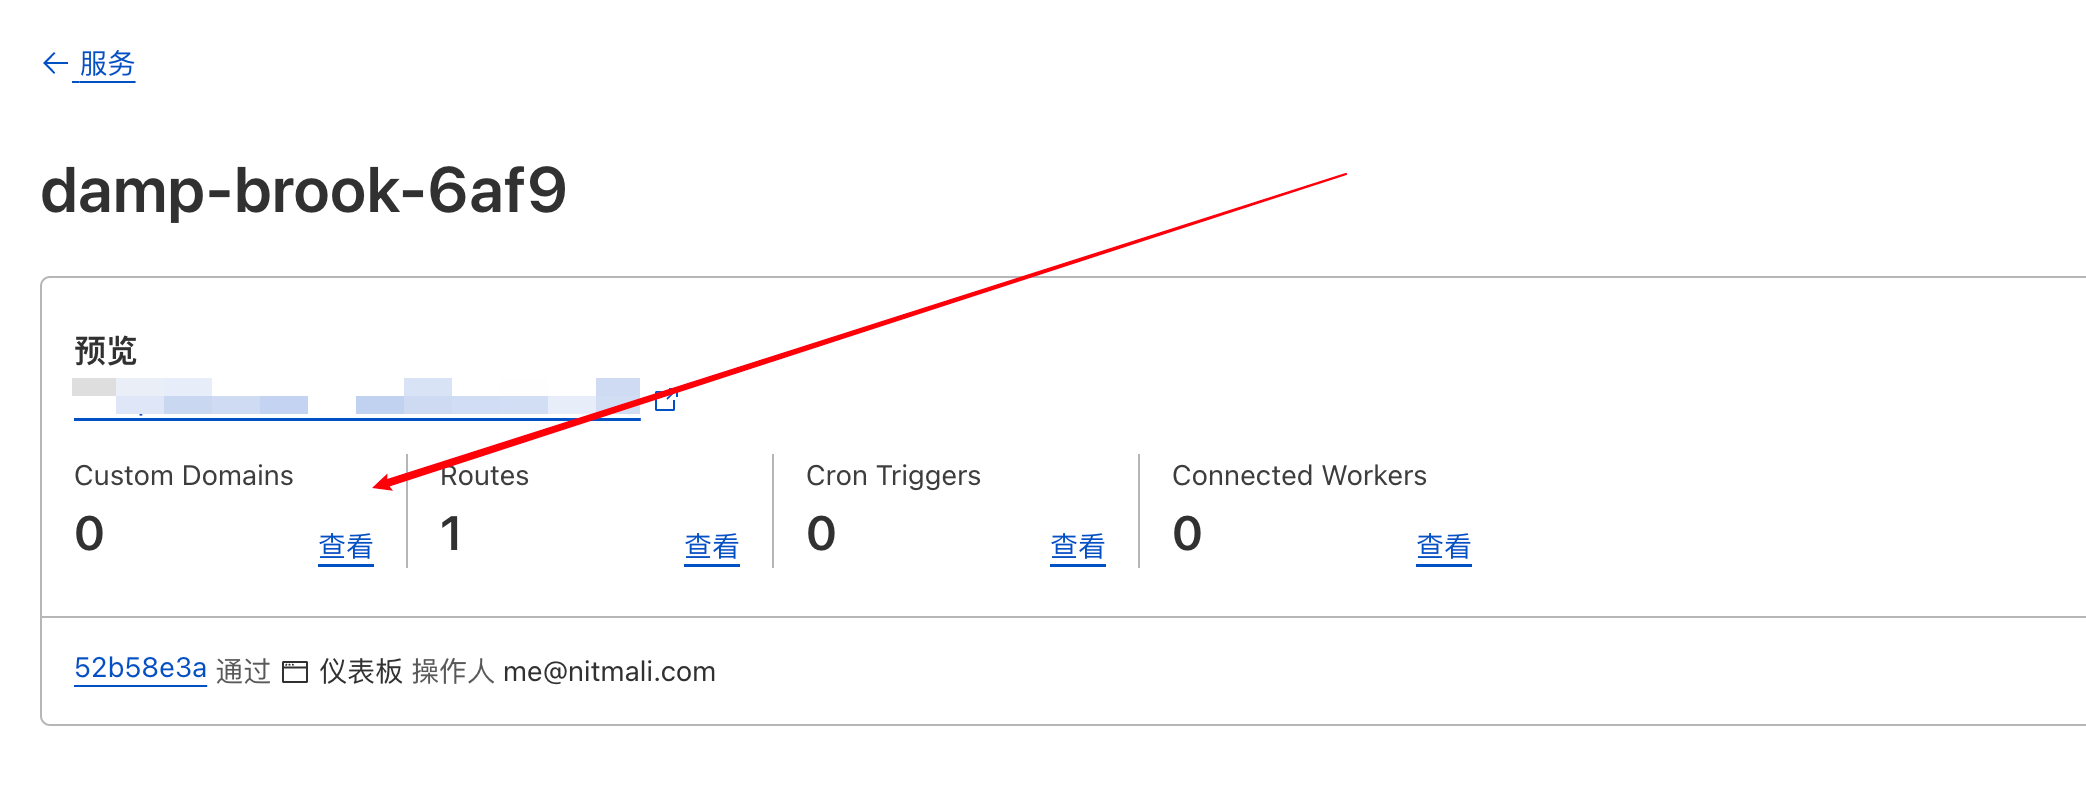 ← 服务
damp-brook-6af9
预览
Custom Domains
0
查看
Routes
1
查看
Cron Triggers
0
查看
Connected Workers
0
查看
52b58e3a 通过 仪表板 操作人 me@nitmali.com